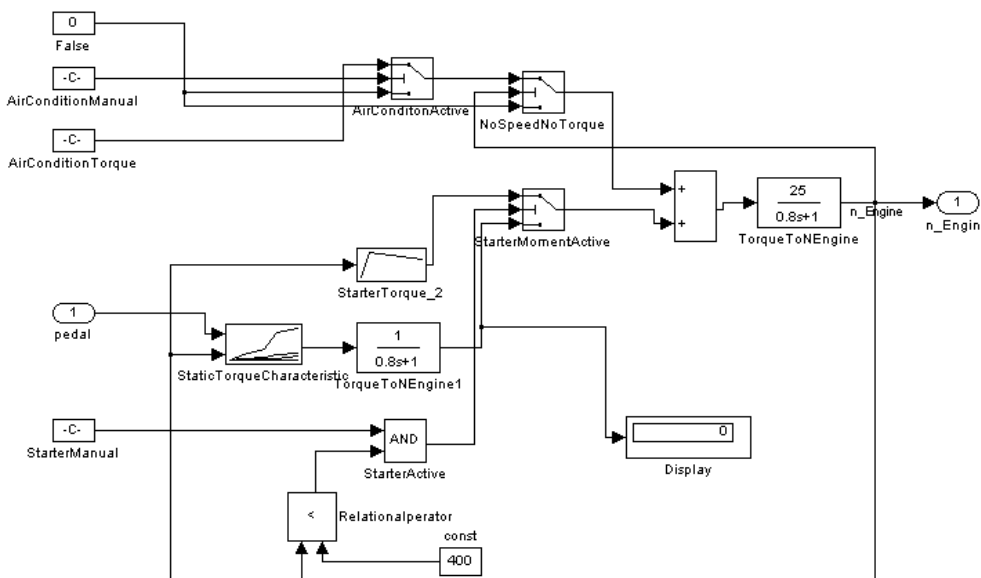 0
False
-C-
AirConditionManual
-C-
AirConditionTorque
AirConditonActive
NoSpeedNoTorque
+
+
25
0.8s+1
TorqueToNEngine
n_Engine
1
n_Engin
StarterMomentActive
StarterTorque_2
1
pedal
StaticTorqueCharacteristic
1
0.8s+1
TorqueToNEngine1
-C-
StarterManual
AND
StarterActive
0
Display
<
Relationalperator
const
400